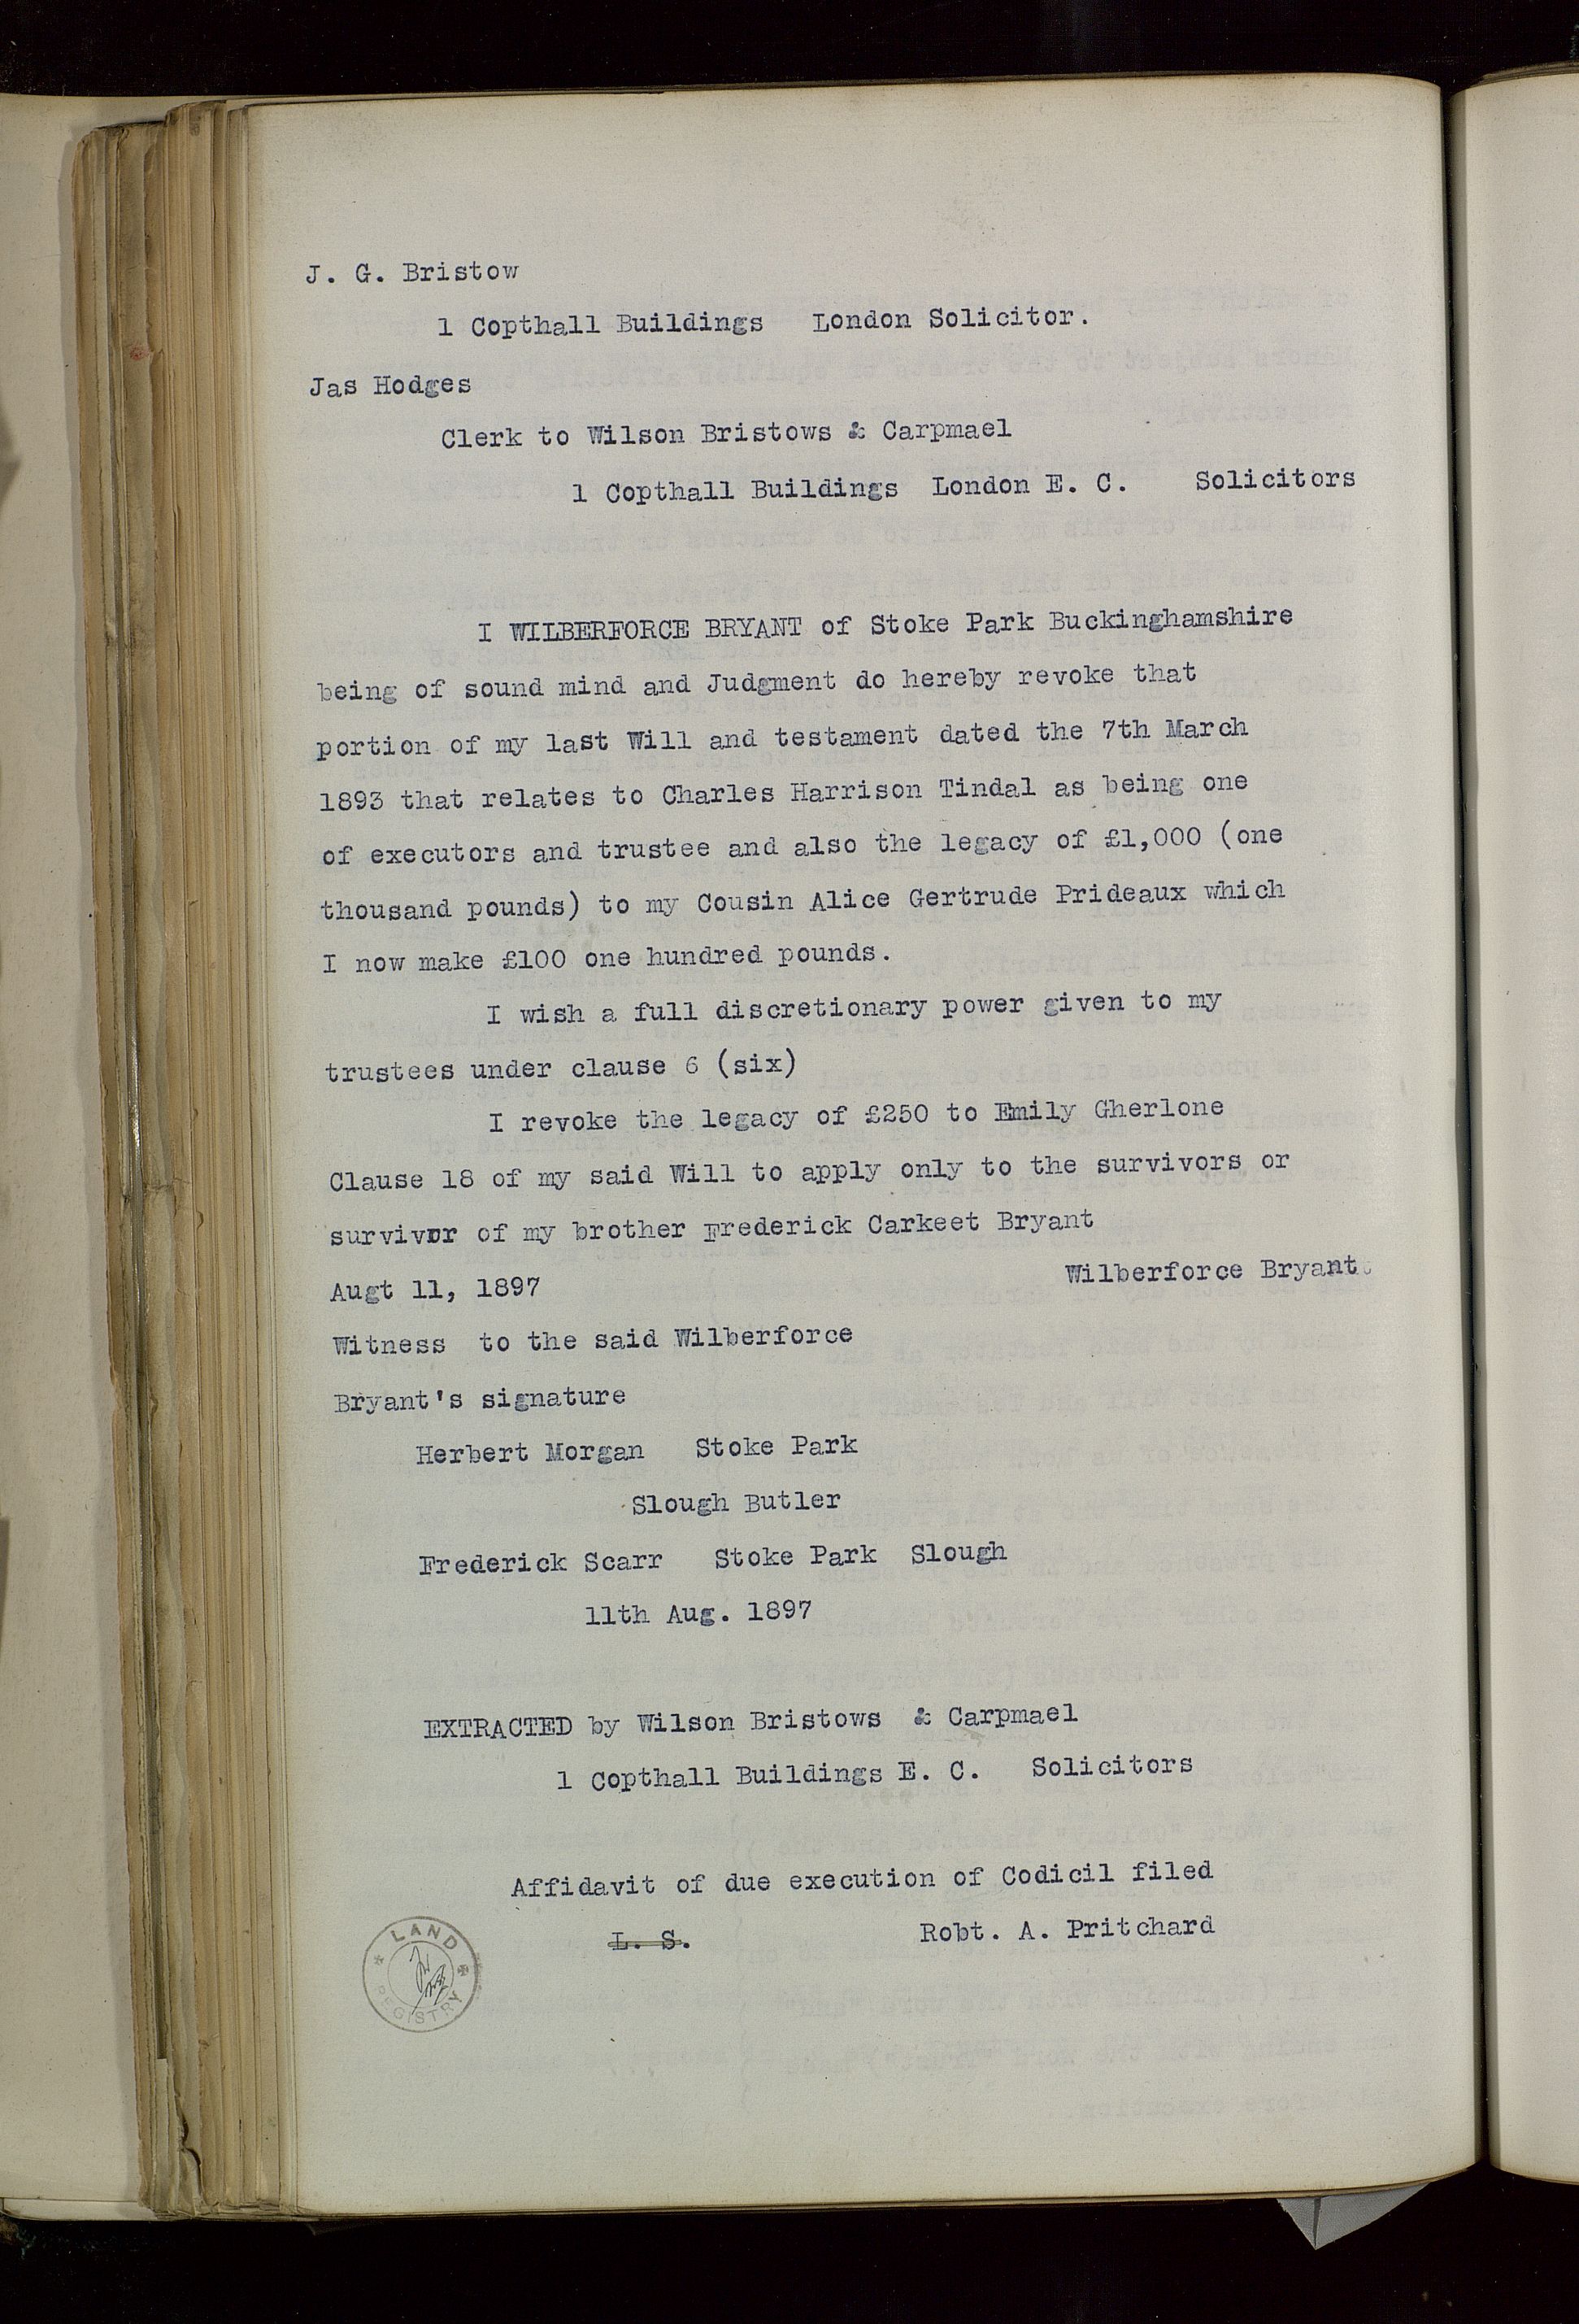 J. G. Bristow
1 Copthall Buildings London Solicitor.
Jas Hodges
Clerk to Wilson Bristows & Carpmael
1 Copthall Buildings London E. C. Solicitors
I WILBERFORCE BRYANT of Stoke Park Buckinghamshire
being of sound mind and Judgment do hereby revoke that
portion of my last Will and testament dated the 7th March
1893 that relates to Charles Harrison Tindal as being one
of executors and trustee and also the legacy of £1,000 (one
thousand pounds) to my Cousin Alice Gertrude Prideaux which
I now make £100 one hundred pounds.
I wish a full discretionary power given to my
trustees under clause 6 (six)
I revoke the legacy of £250 to Emily Gherlone
Clause 18 of my said Will to apply only to the survivors or
survivor of my brother Frederick Carkeet Bryant
Wilberforce Bryant
Augt 11, 1897
Witness to the said Wilberforce
Bryant's signature
Herbert Morgan Stoke Park
Slough Butler
Frederick Scarr Stoke Park Slough
11th Aug. 1897
EXTRACTED by Wilson Bristows & Carpmael
1 Copthall Buildings E. C. Solicitors
Affidavit of due execution of Codicil filed
L. S. Robt. A. Pritchard
LAND REGISTRY